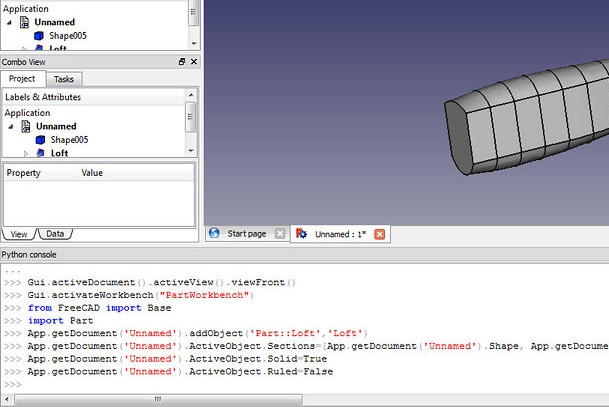 Application
Unnamed
Shape005
Loft
Combo View
Project Tasks
Labels & Attributes
Application
Unnamed
Shape005
Loft
Property Value
View Data
Start page Unnamed : 1*
Python console
...
>>> Gui.activeDocument().activeView().viewFront()
>>> Gui.activateWorkbench("PartWorkbench")
>>> from FreeCAD import Base
>>> import Part
>>> App.getDocument('Unnamed').addObject('Part::Loft','Loft')
>>> App.getDocument('Unnamed').ActiveObject.Sections=[App.getDocument('Unnamed').Shape, App.getDocume
>>> App.getDocument('Unnamed').ActiveObject.Solid=True
>>> App.getDocument('Unnamed').ActiveObject.Ruled=False
>>>